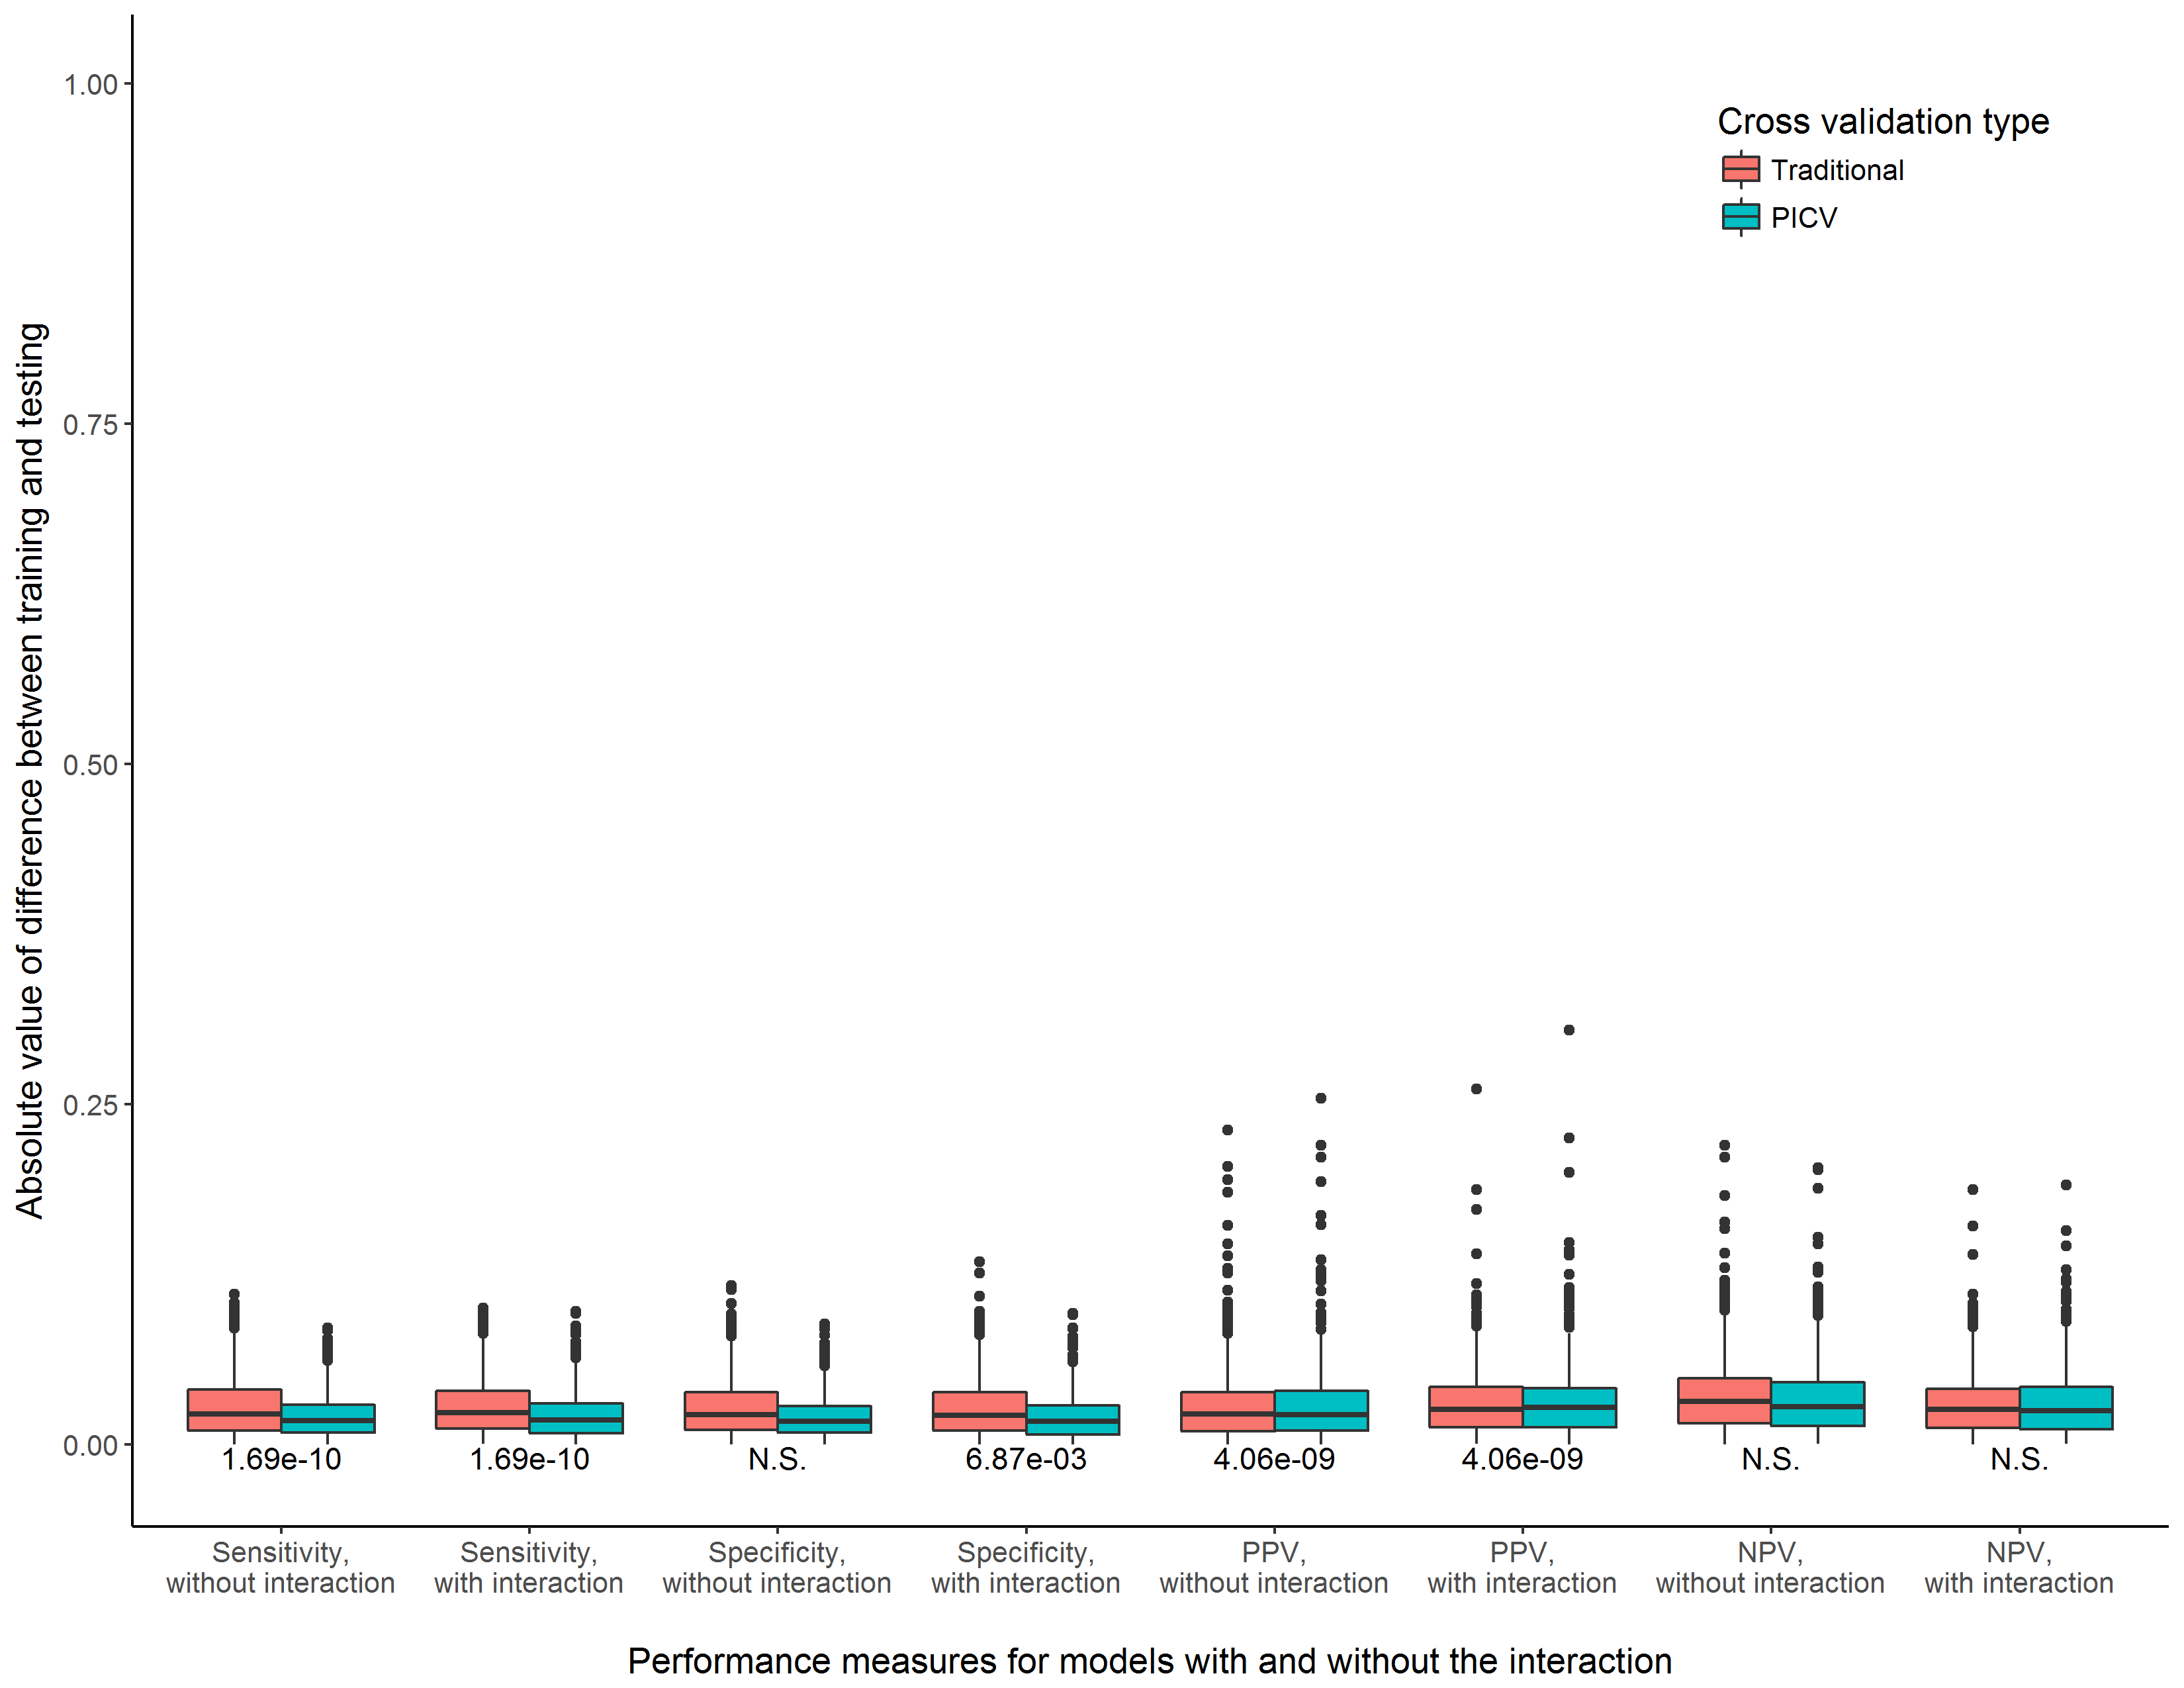 Absolute value of difference between training and testing
1.00
0.75
0.50
0.25
0.00
Cross validation type
Traditional
PICV
1.69e-10 1.69e-10 N.S. 6.87e-03 4.06e-09 4.06e-09 N.S. N.S.
Sensitivity, Sensitivity, Specificity, Specificity, PPV, PPV, NPV, NPV,
without interaction with interaction without interaction with interaction without interaction with interaction without interaction with interaction
Performance measures for models with and without the interaction